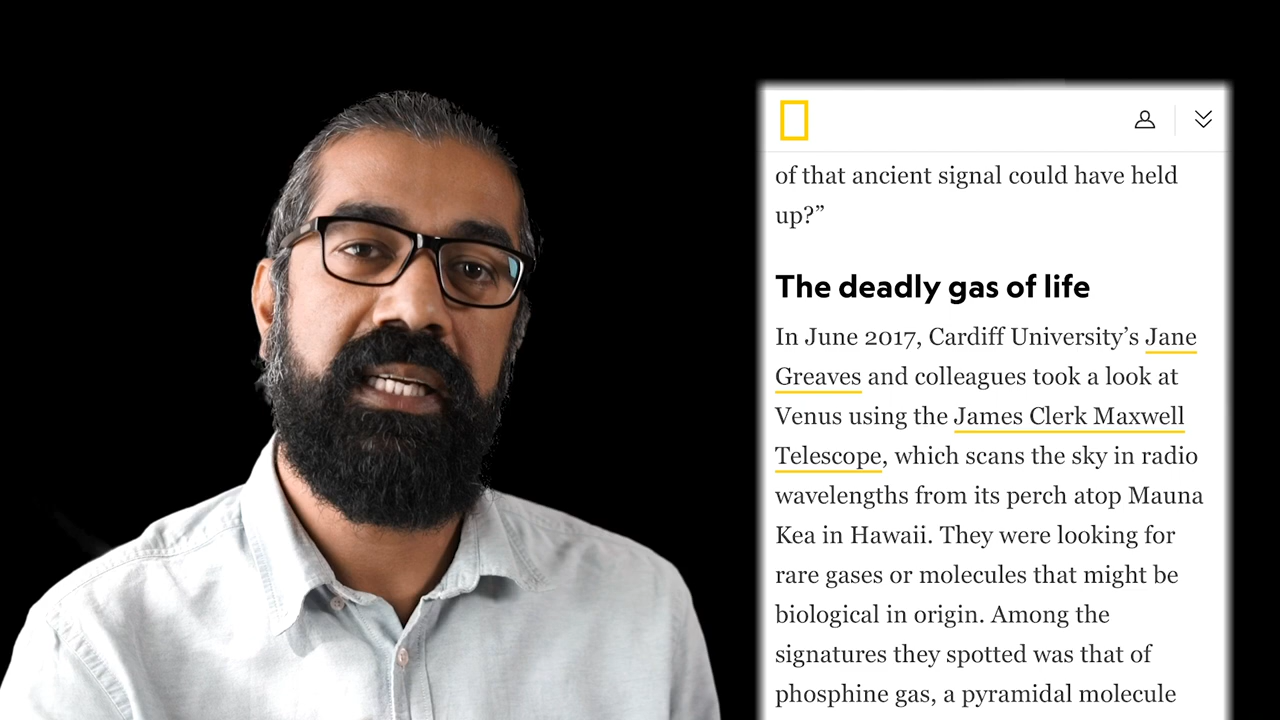 of that ancient signal could have held
up?”
The deadly gas of life
In June 2017, Cardiff University’s Jane
Greaves and colleagues took a look at
Venus using the James Clerk Maxwell
Telescope, which scans the sky in radio
wavelengths from its perch atop Mauna
Kea in Hawaii. They were looking for
rare gases or molecules that might be
biological in origin. Among the
signatures they spotted was that of
phosphine gas, a pyramidal molecule